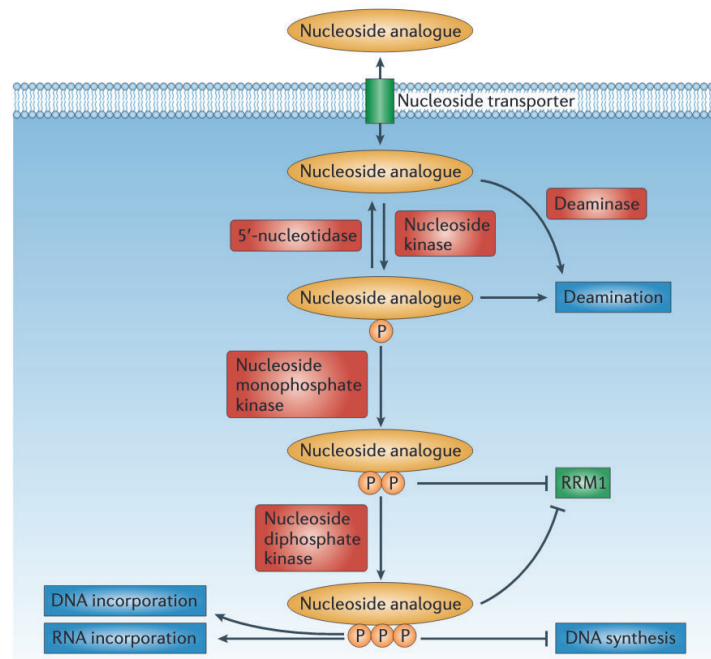 Nucleoside analogue
Nucleoside transporter
Nucleoside analogue
Deaminase
5′-nucleotidase
Nucleoside
kinase
Nucleoside analogue
Deamination
P
Nucleoside
monophosphate
kinase
Nucleoside analogue
P P
RRM1
Nucleoside
diphosphate
kinase
Nucleoside analogue
DNA incorporation
P P P
RNA incorporation
DNA synthesis